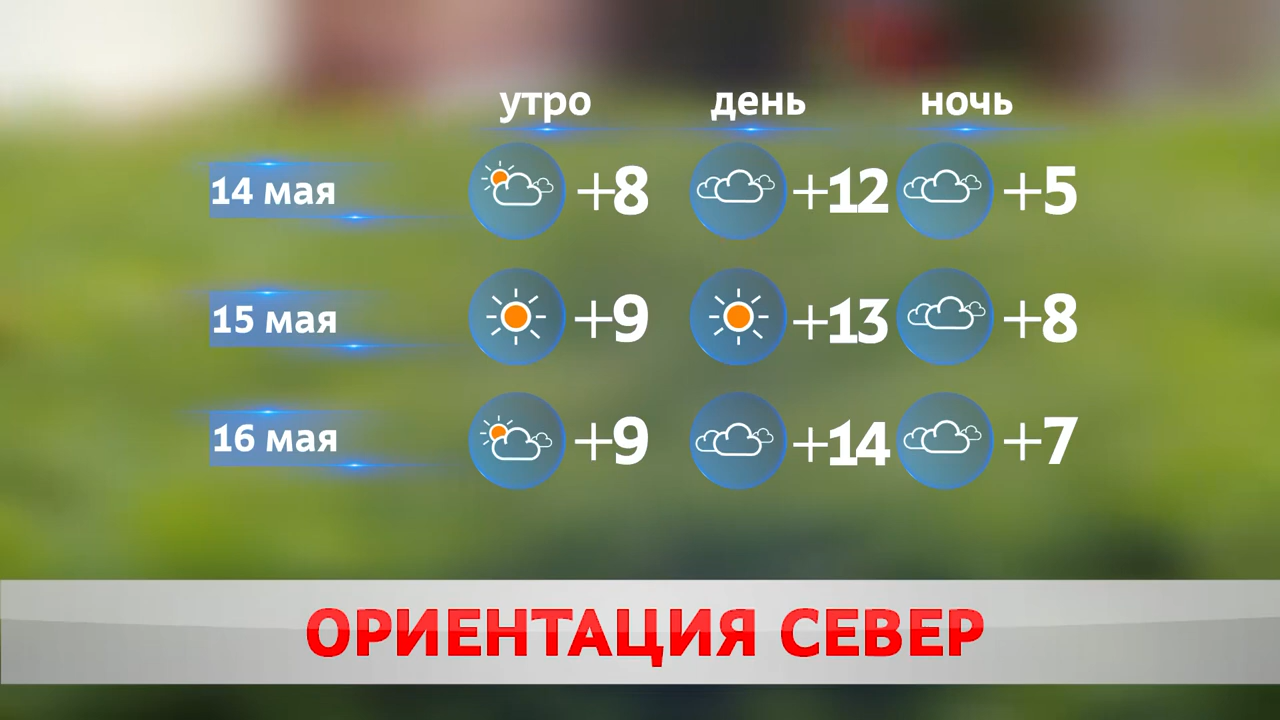 утро день ночь
14 мая +8 +12 +5
15 мая +9 +13 +8
16 мая +9 +14 +7
ОРИЕНТАЦИЯ СЕВЕР